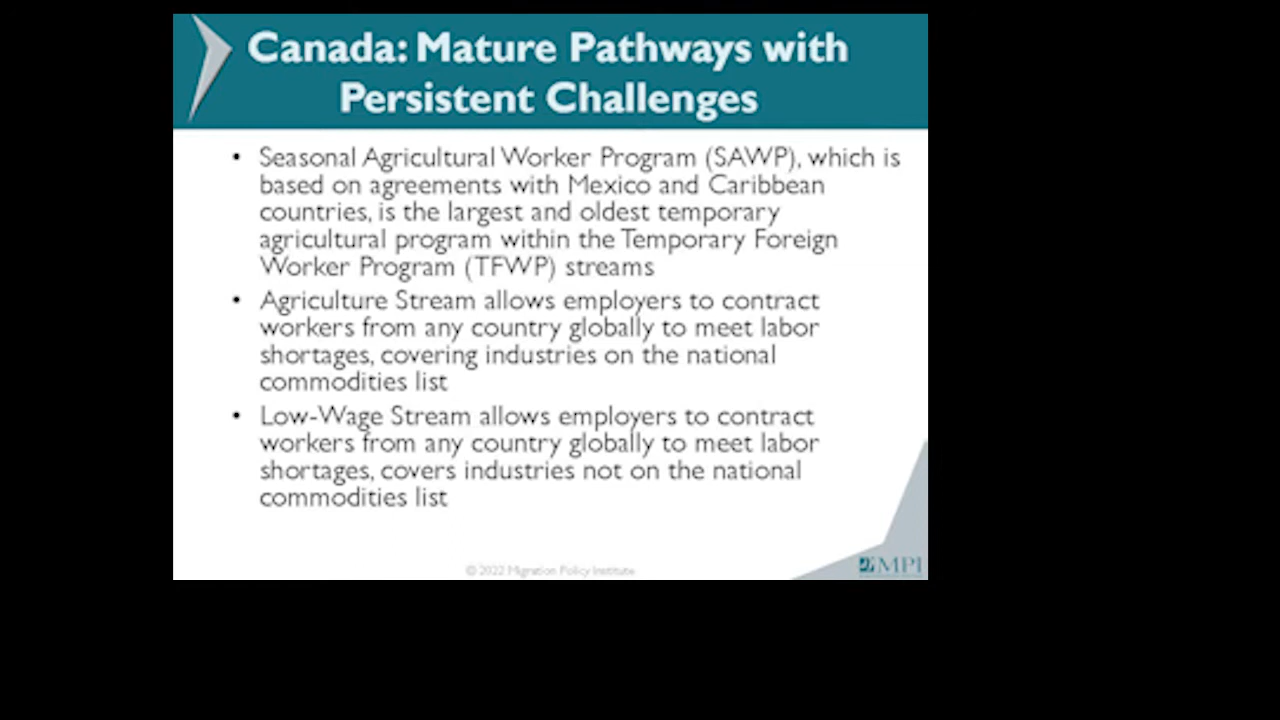 Canada: Mature Pathways with
Persistent Challenges
• Seasonal Agricultural Worker Program (SAWP), which is
based on agreements with Mexico and Caribbean
countries, is the largest and oldest temporary
agricultural program within the Temporary Foreign
Worker Program (TFWP) streams
• Agriculture Stream allows employers to contract
workers from any country globally to meet labor
shortages, covering industries on the national
commodities list
• Low-Wage Stream allows employers to contract
workers from any country globally to meet labor
shortages, covers industries not on the national
commodities list
© 2022 Migration Policy Institute
MPI